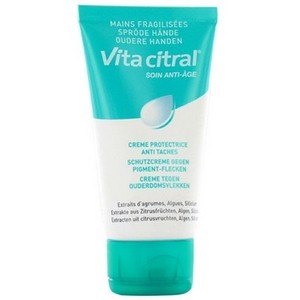 MAINS FRAGILISÉES
SPRÖDE HÄNDE
OUDERE HANDEN
Vita citral®
SOIN ANTI-ÂGE
CREME PROTECTRICE
ANTI TACHES
SCHUTZCREME GEGEN
PIGMENT-FLECKEN
CREME TEGEN
OUDERDOMSVLEKKEN
Extraits d'agrumes, Algues,
Extrakte aus Zitrusfrüchten, Algen,
Extracten uit citrusvruchten, Algen,